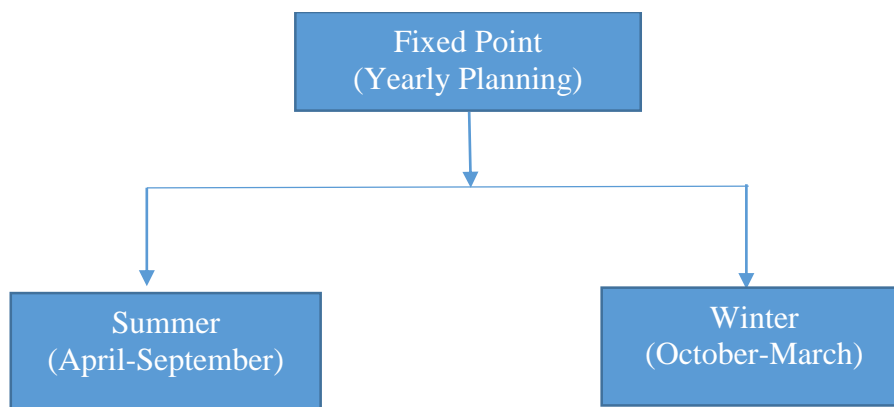 Fixed Point
(Yearly Planning)
Summer
(April-September)
Winter
(October-March)